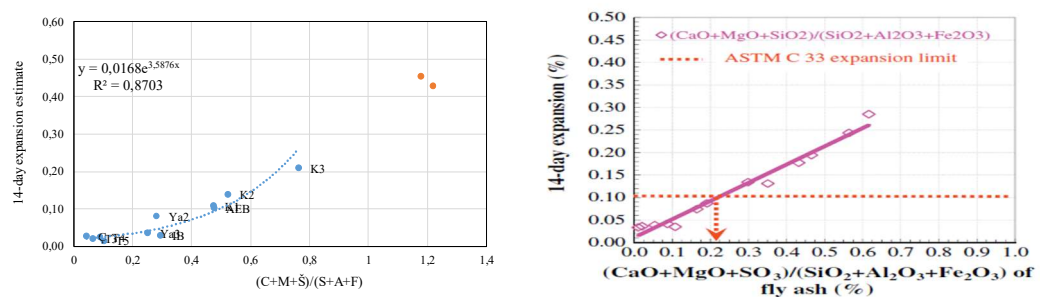 0,60
0,50
0,40
0,30
0,20
0,10
0,00
0
0,2
0,4
0,6
0,8
1
1,2
1,4
y = 0,0168e^3,5876x
R² = 0,8703
K3
K2
AEB
Ya2
4B
14-day expansion estimate
(C+M+Š)/(S+A+F)
0.50
0.45
0.40
0.35
0.30
0.25
0.20
0.15
0.10
0.05
0.00
0.0 0.1 0.2 0.3 0.4 0.5 0.6 0.7 0.8 0.9 1.0
(CaO+MgO+SiO2)/(SiO2+Al2O3+Fe2O3)
ASTM C 33 expansion limit
14-day expansion (%)
(CaO+MgO+SO₃)/(SiO₂+Al₂O₃+Fe₂O₃) of
fly ash (%)